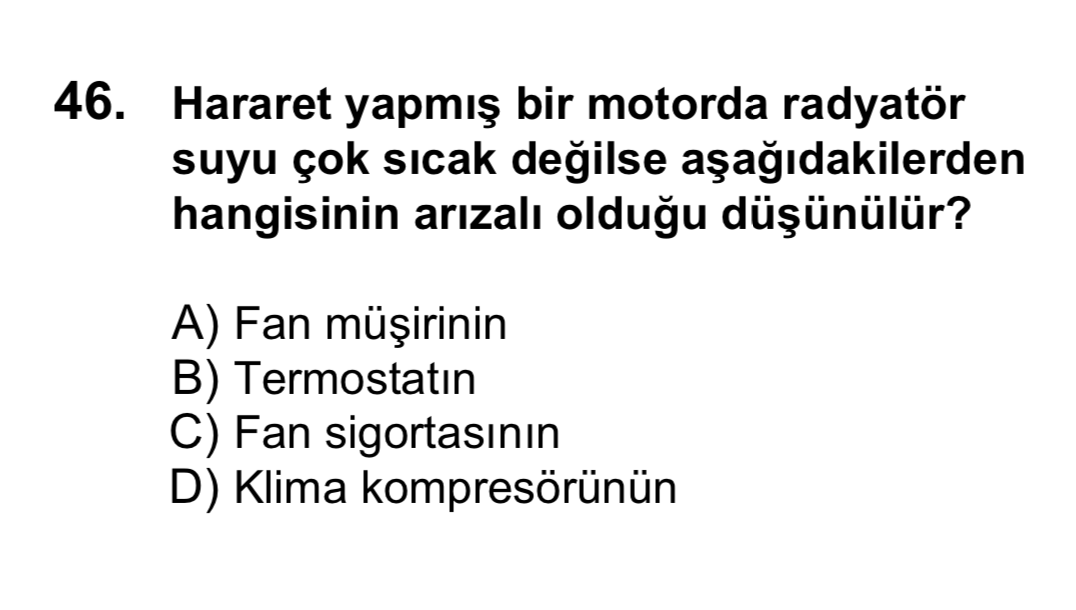 46. Hararet yapmış bir motorda radyatör
suyu çok sıcak değilse aşağıdakilerden
hangisinin arızalı olduğu düşünülür?
A) Fan müşirinin
B) Termostatın
C) Fan sigortasının
D) Klima kompresörünün